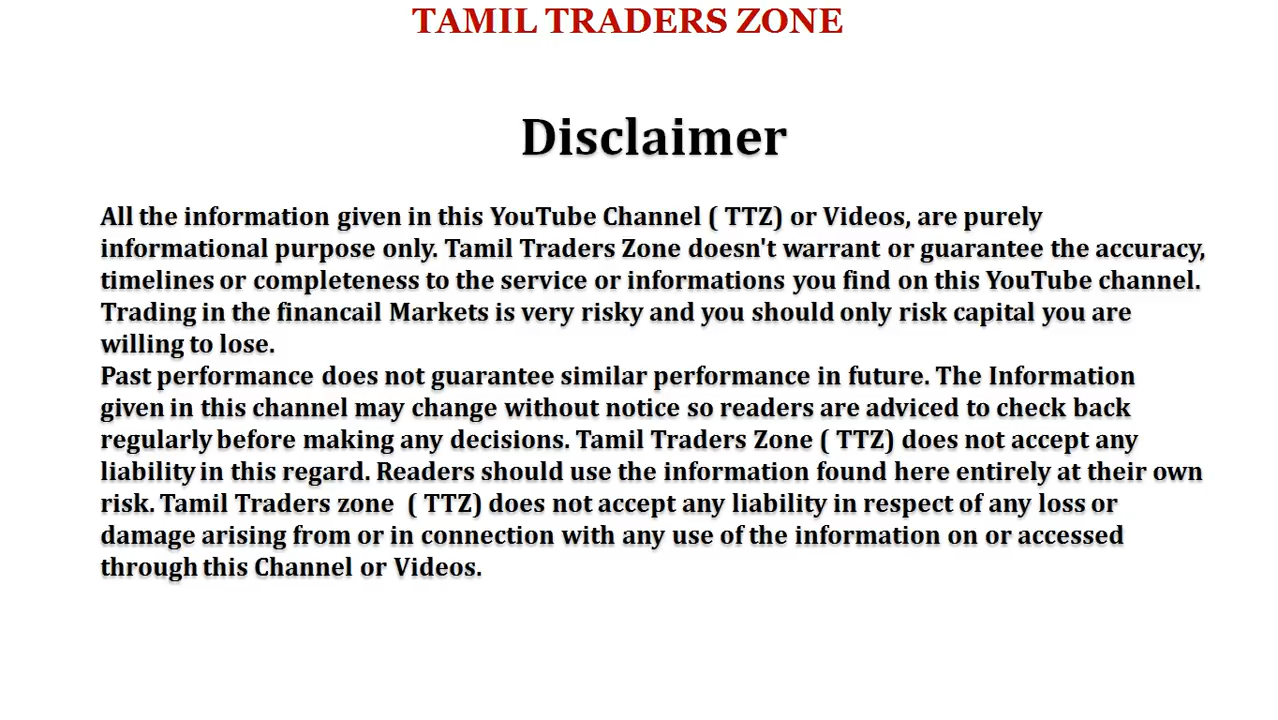 TAMIL TRADERS ZONE
Disclaimer
All the information given in this YouTube Channel ( TTZ) or Videos, are purely
informational purpose only. Tamil Traders Zone doesn't warrant or guarantee the accuracy,
timelines or completeness to the service or informations you find on this YouTube channel.
Trading in the financail Markets is very risky and you should only risk capital you are
willing to lose.
Past performance does not guarantee similar performance in future. The Information
given in this channel may change without notice so readers are adviced to check back
regularly before making any decisions. Tamil Traders Zone ( TTZ) does not accept any
liability in this regard. Readers should use the information found here entirely at their own
risk. Tamil Traders zone  ( TTZ) does not accept any liability in respect of any loss or
damage arising from or in connection with any use of the information on or accessed
through this Channel or Videos.